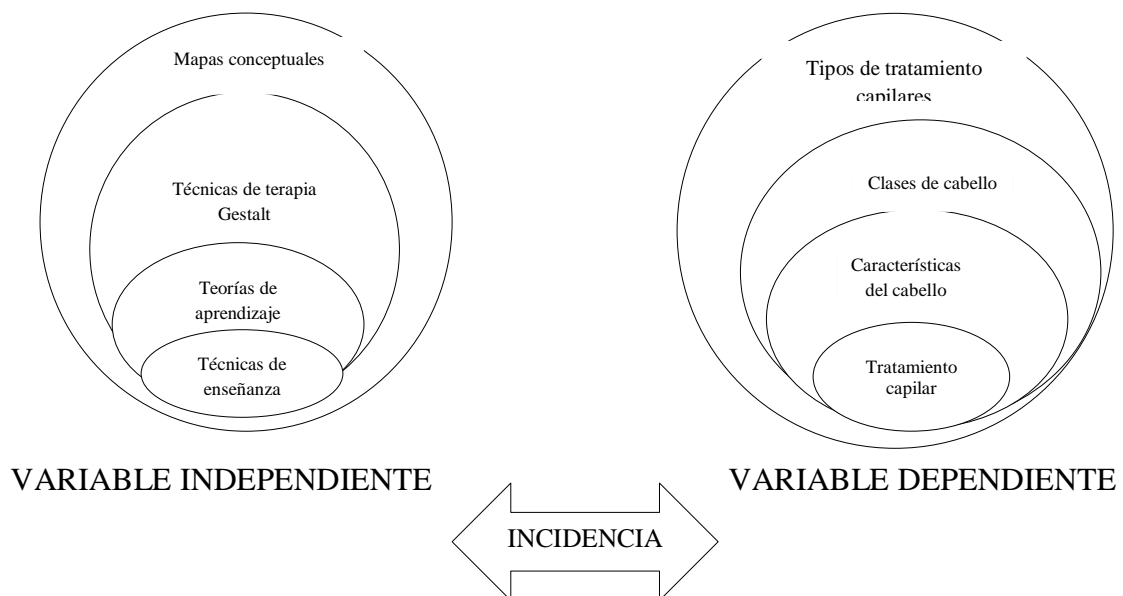 Mapas conceptuales
Técnicas de terapia
Gestalt
Teorías de
aprendizaje
Técnicas de
enseñanza
VARIABLE INDEPENDIENTE
Tipos de tratamiento
capilares
Clases de cabello
Características
del cabello
Tratamiento
capilar
VARIABLE DEPENDIENTE
INCIDENCIA